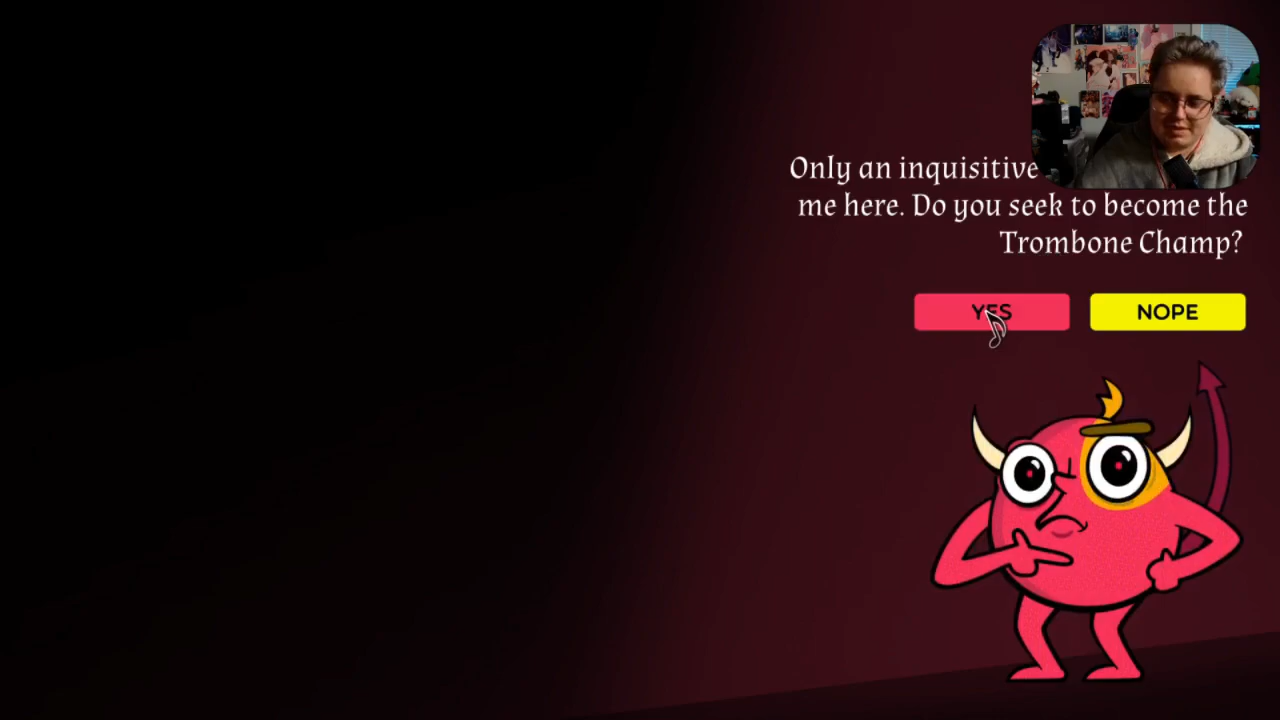 Only an inquisitive
me here. Do you seek to become the
Trombone Champ?
YES NOPE